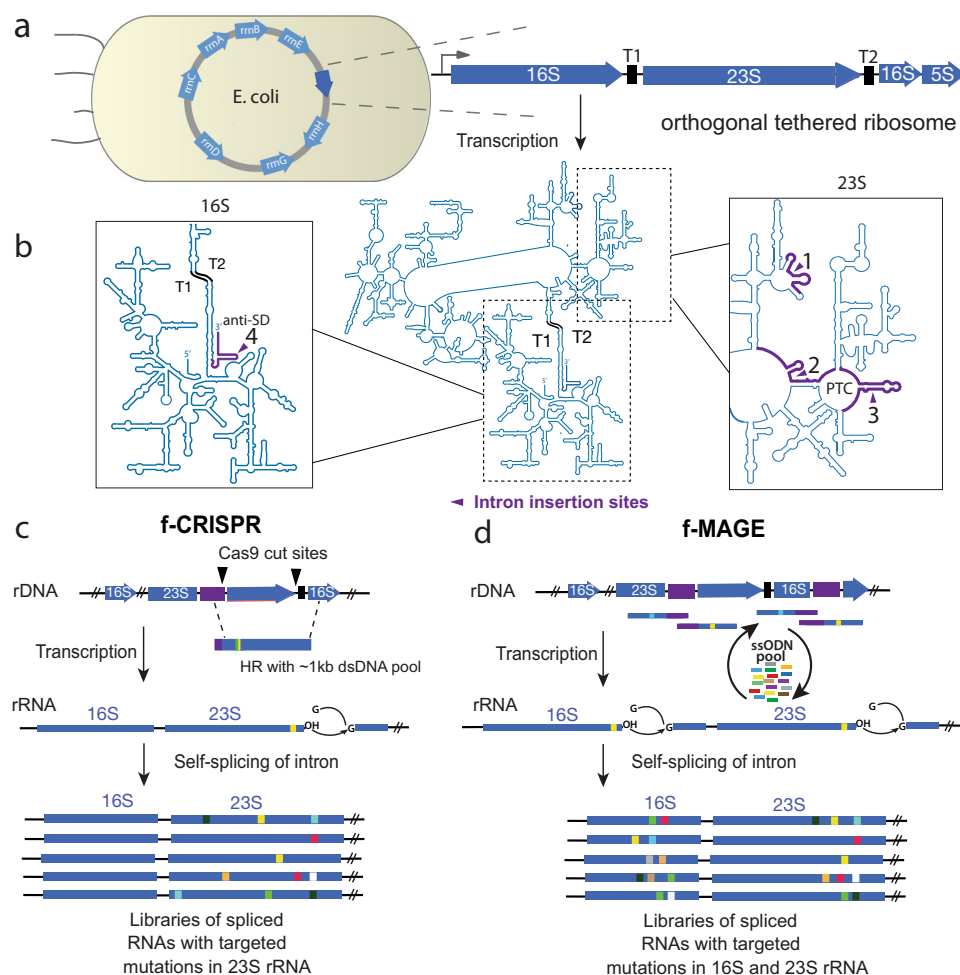 a
rrnC
rrnA
rrnB
rrnE
rrnH
rrnG
rrnD
E. coli
16S
T1
23S
T2
16S
5S
Transcription
orthogonal tethered ribosome
b
16S
T2
T1
3'
anti-SD
4
5'
T1
T2
3'
5'
23S
1
2
PTC
3
Intron insertion sites
c
f-CRISPR
Cas9 cut sites
rDNA
16S
23S
16S
HR with ~1kb dsDNA pool
Transcription
rRNA
16S
23S
G
OH
G
Self-splicing of intron
16S
23S
Libraries of spliced
RNAs with targeted
mutations in 23S rRNA
d
f-MAGE
rDNA
16S
23S
16S
ssODN
pool
Transcription
rRNA
16S
G
OH
G
23S
G
OH
G
Self-splicing of intron
16S
23S
Libraries of spliced
RNAs with targeted
mutations in 16S and 23S rRNA